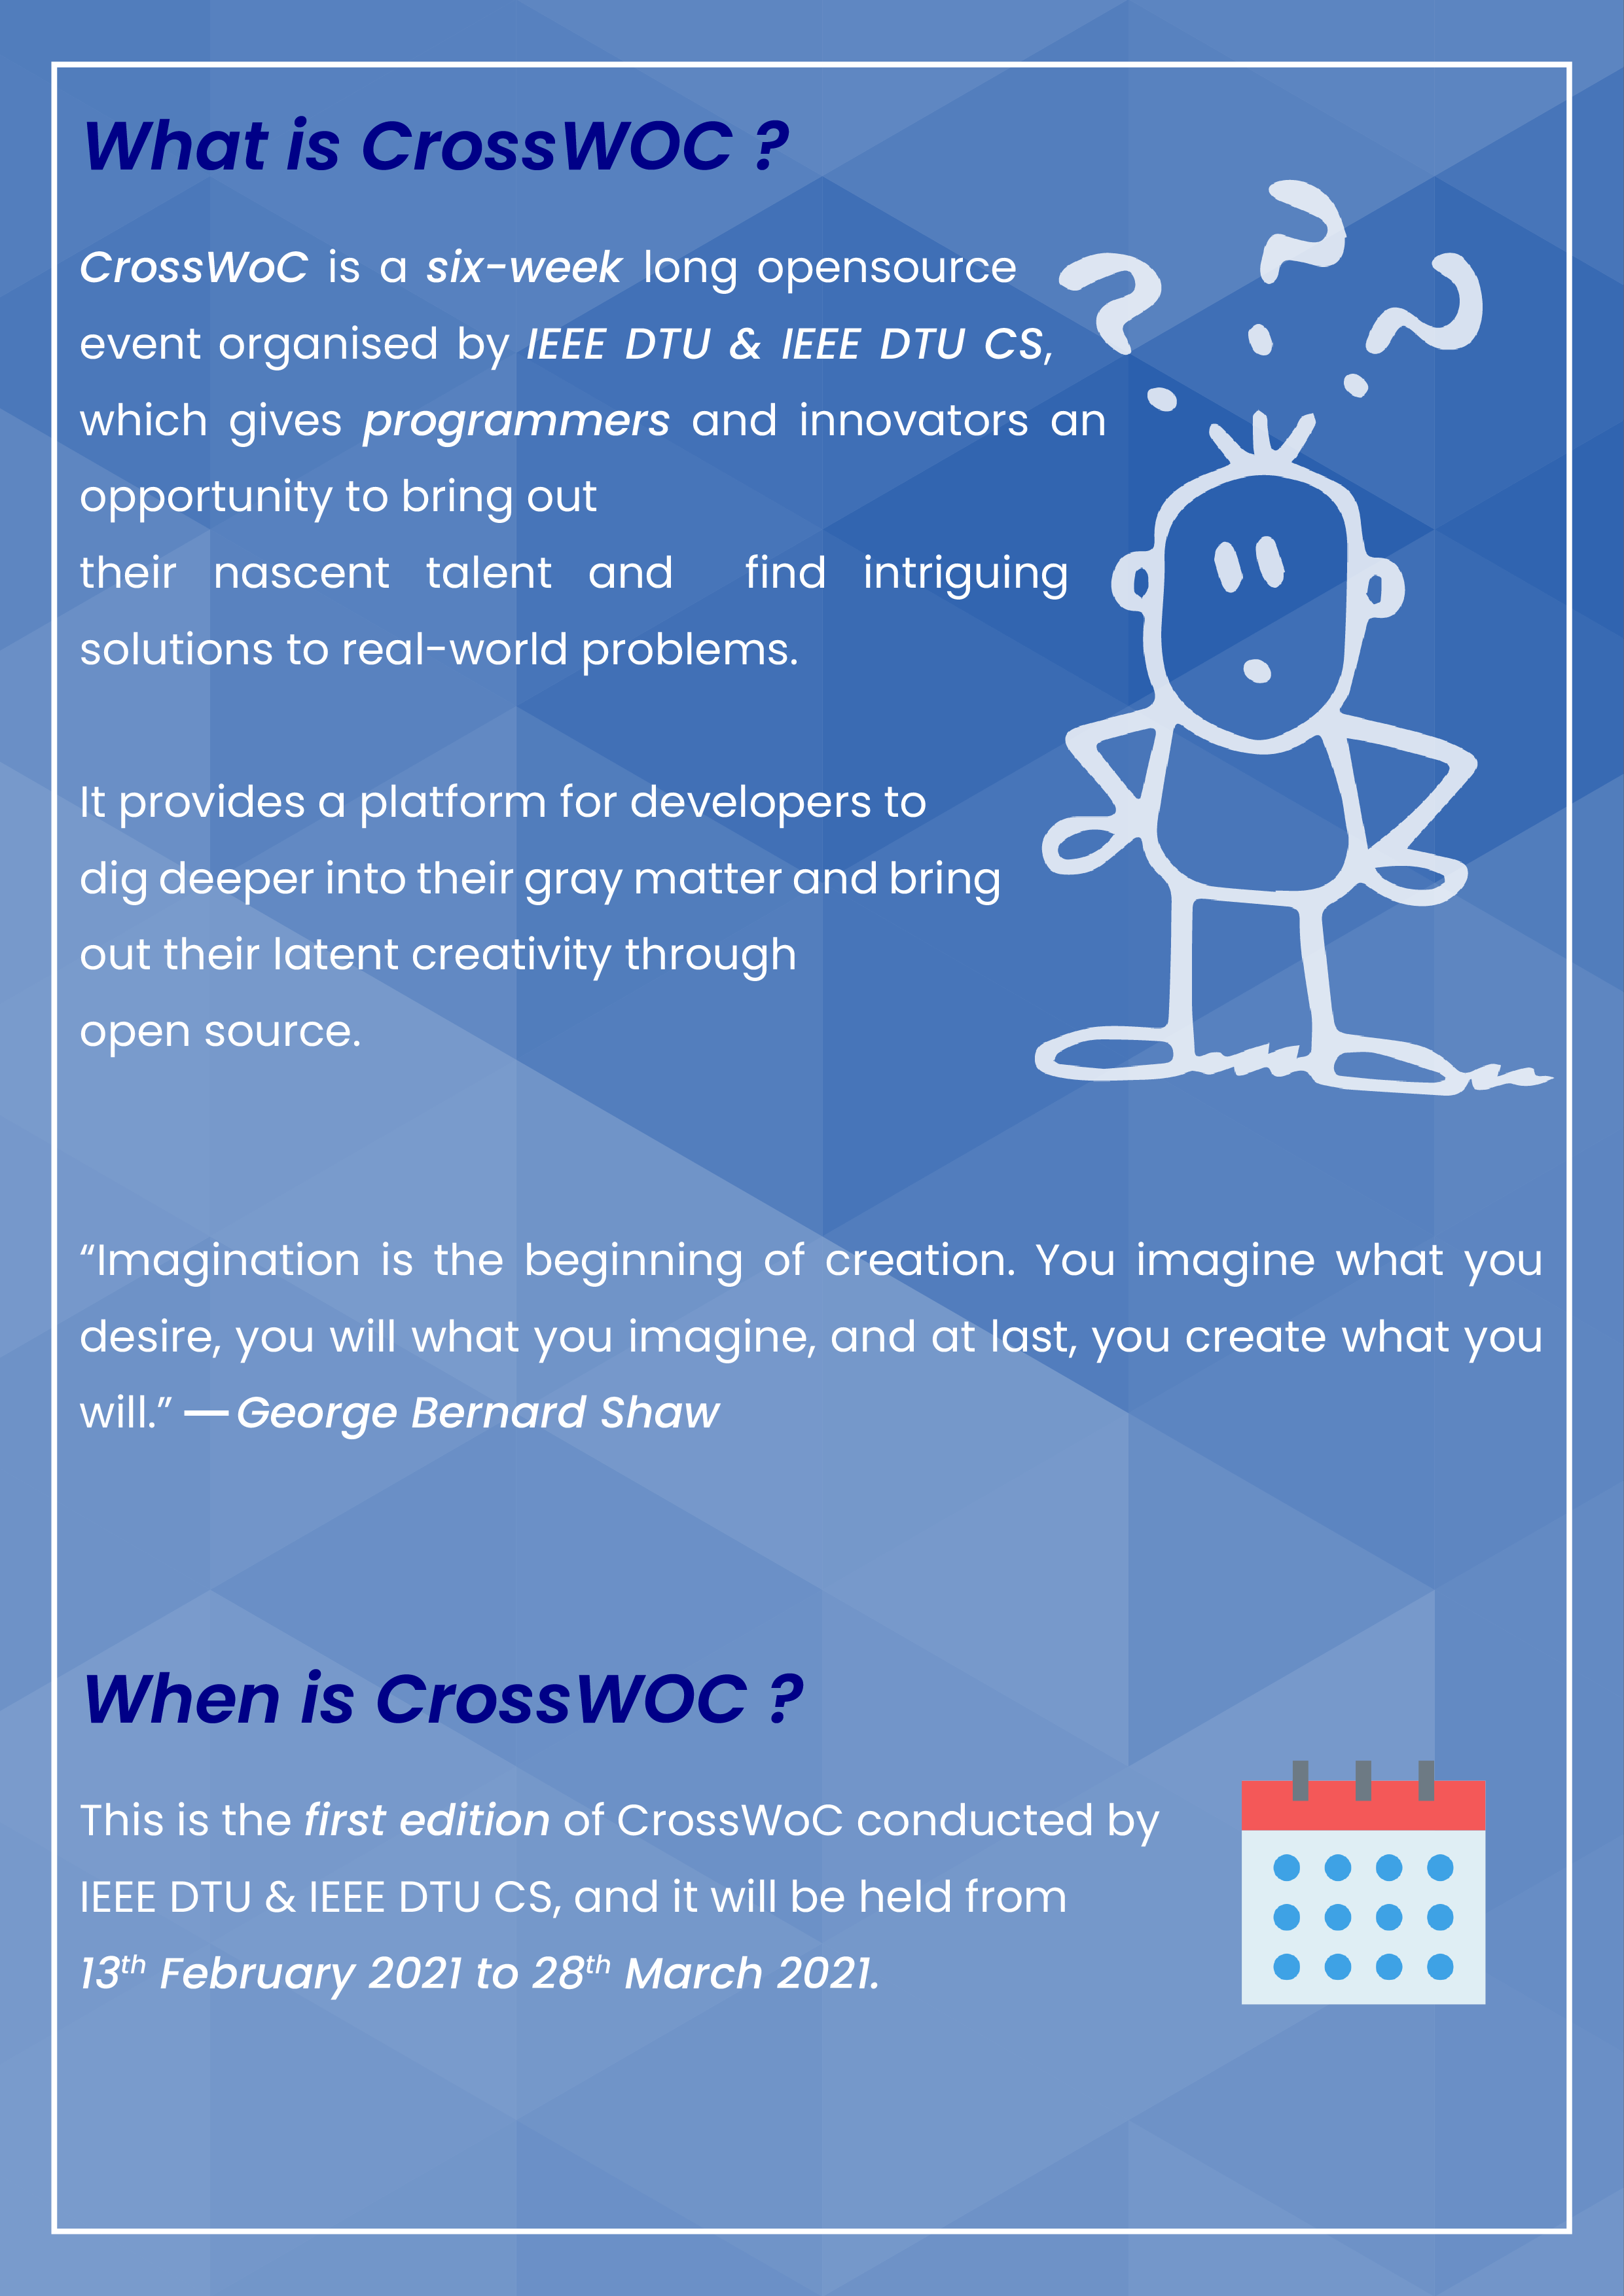 What is CrossWOC ?
CrossWoC is a six-week long opensource
event organised by IEEE DTU & IEEE DTU CS,
which gives programmers and innovators an
opportunity to bring out
their nascent talent and find intriguing
solutions to real-world problems.
It provides a platform for developers to
dig deeper into their gray matter and bring
out their latent creativity through
open source.
“Imagination is the beginning of creation. You imagine what you
desire, you will what you imagine, and at last, you create what you
will.” — George Bernard Shaw
When is CrossWOC ?
This is the first edition of CrossWoC conducted by
IEEE DTU & IEEE DTU CS, and it will be held from
13th February 2021 to 28th March 2021.